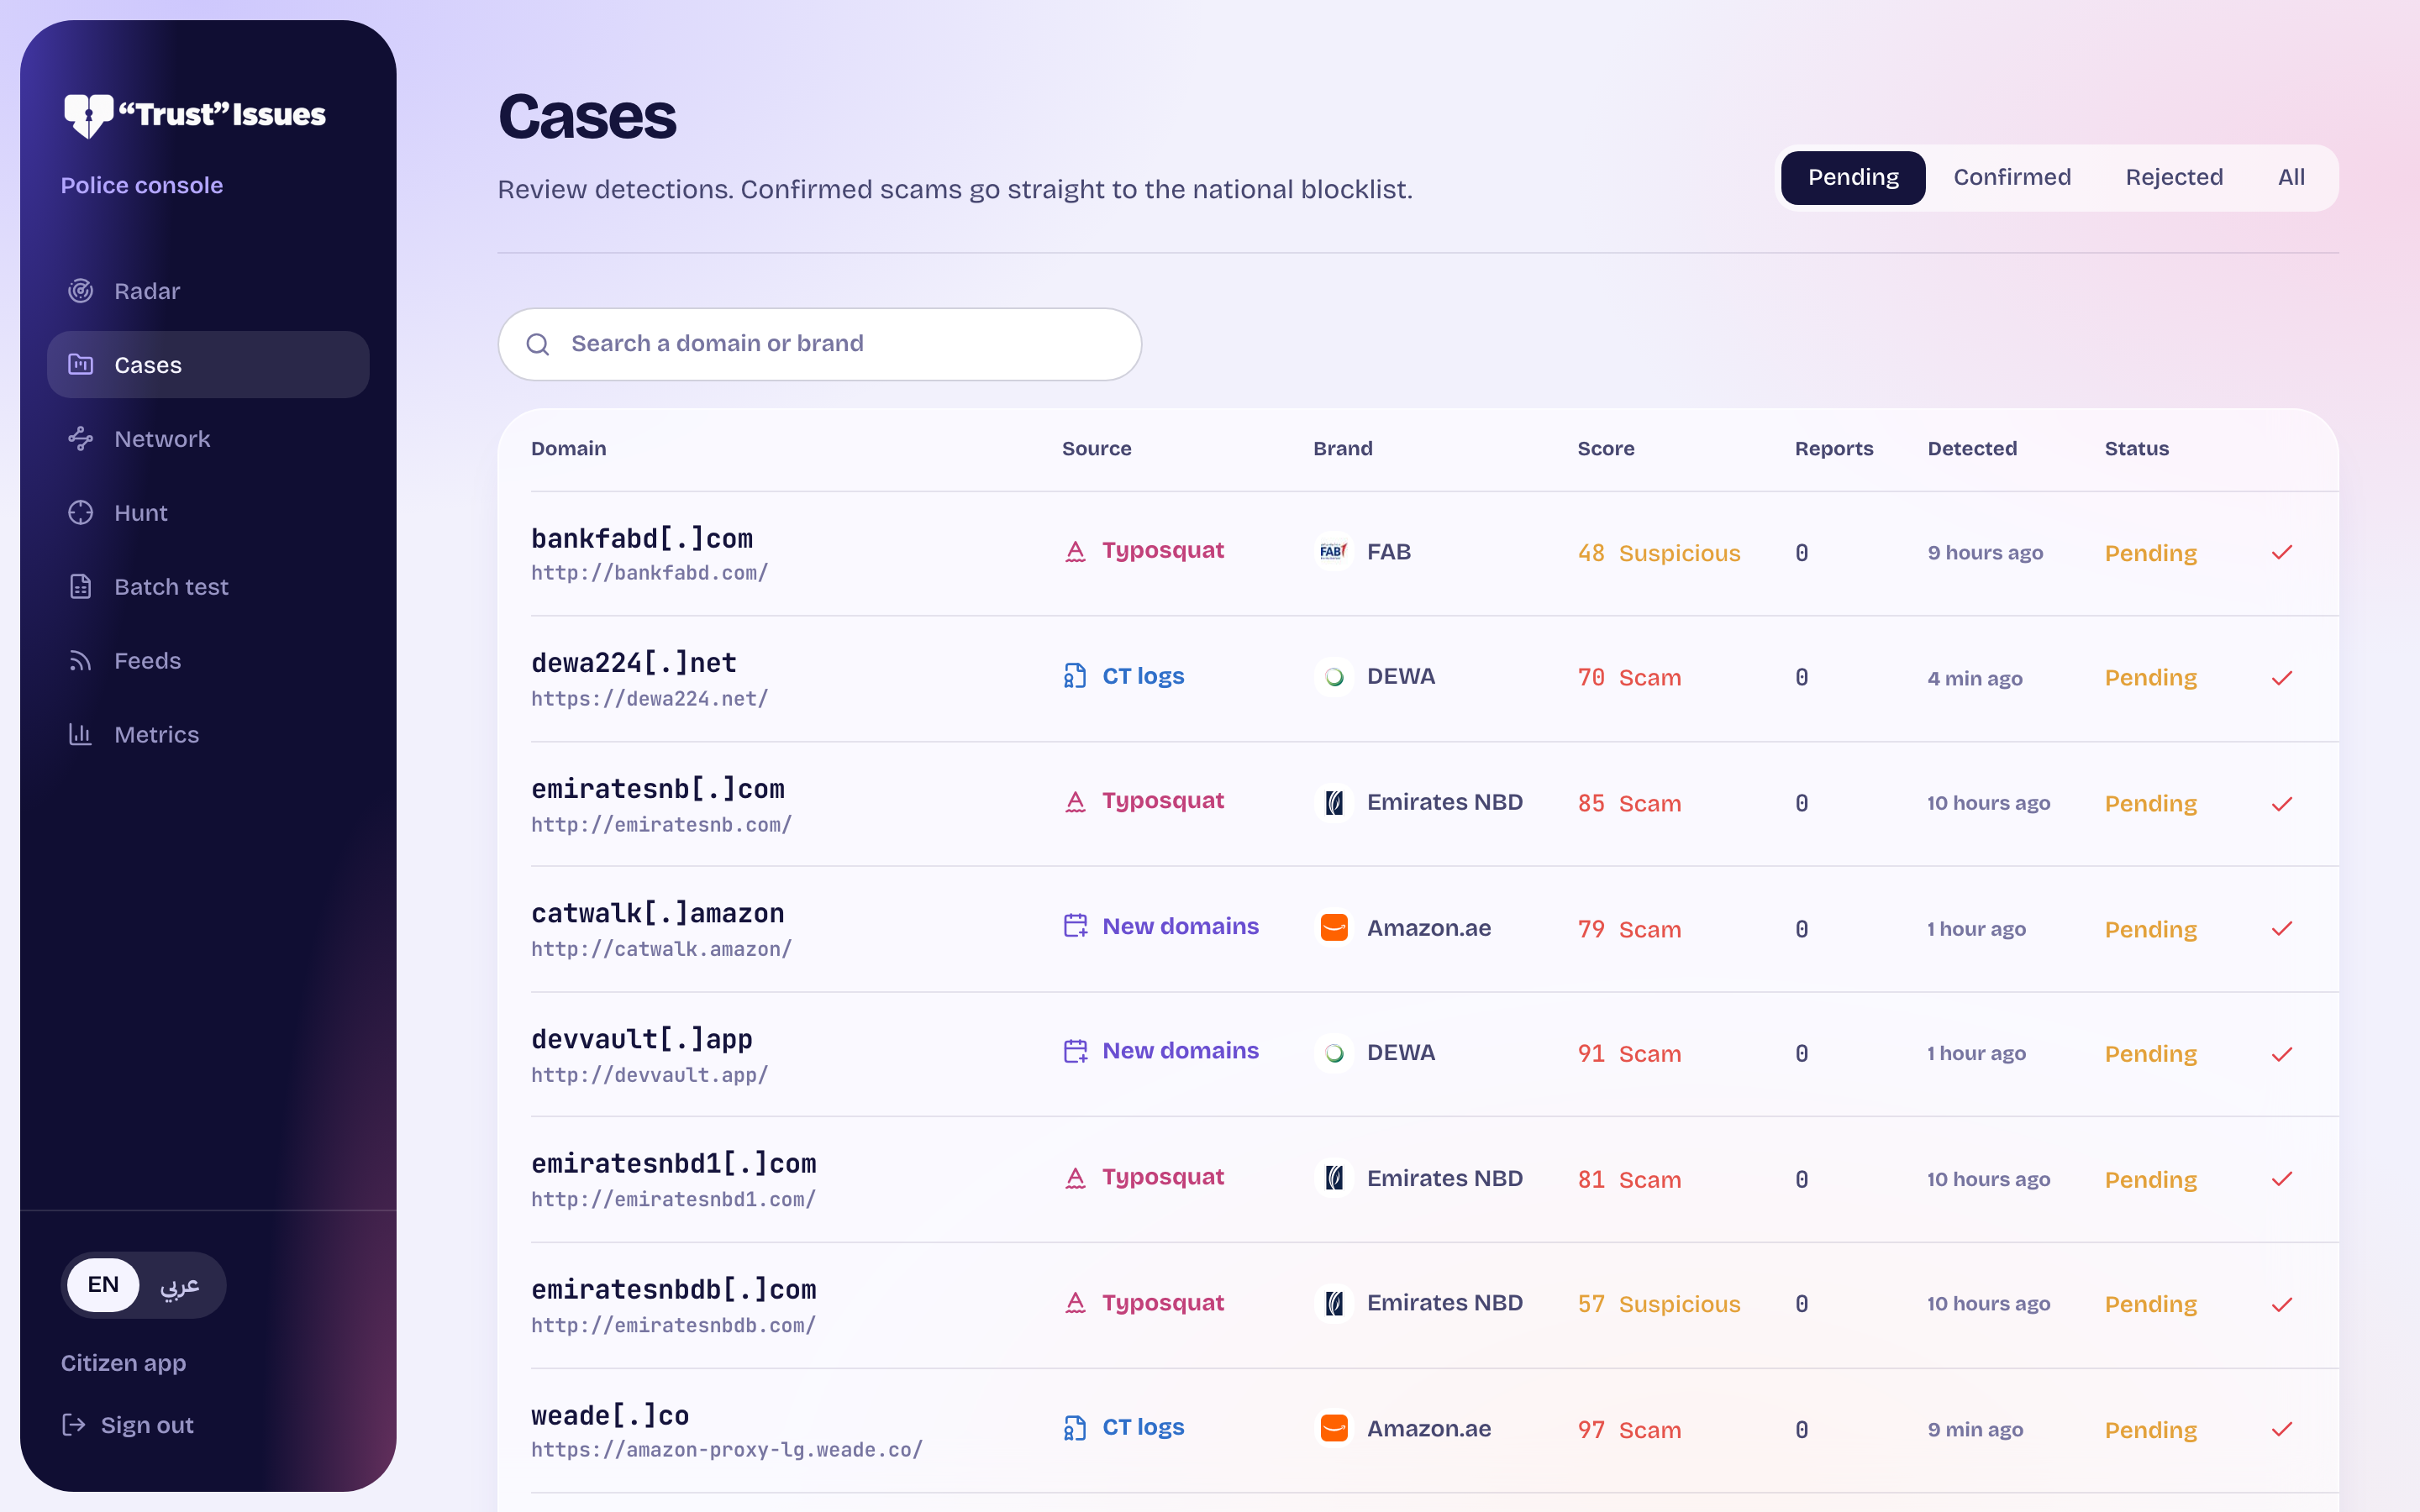 “Trust” Issues
Police console
Radar
Cases
Network
Hunt
Batch test
Feeds
Metrics
EN عربي
Citizen app
Sign out
Cases
Review detections. Confirmed scams go straight to the national blocklist.
Pending Confirmed Rejected All
Search a domain or brand
Domain Source Brand Score Reports Detected Status
bankfabd[.]com Typosquat FAB FAB 48 Suspicious 0 9 hours ago Pending
http://bankfabd.com/
dewa224[.]net CT logs DEWA 70 Scam 0 4 min ago Pending
https://dewa224.net/
emiratesnb[.]com Typosquat Emirates NBD 85 Scam 0 10 hours ago Pending
http://emiratesnb.com/
catwalk[.]amazon New domains Amazon.ae 79 Scam 0 1 hour ago Pending
http://catwalk.amazon/
devvault[.]app New domains DEWA 91 Scam 0 1 hour ago Pending
http://devvault.app/
emiratesnbd1[.]com Typosquat Emirates NBD 81 Scam 0 10 hours ago Pending
http://emiratesnbd1.com/
emiratesnbdb[.]com Typosquat Emirates NBD 57 Suspicious 0 10 hours ago Pending
http://emiratesnbdb.com/
weade[.]co CT logs Amazon.ae 97 Scam 0 9 min ago Pending
https://amazon-proxy-lg.weade.co/